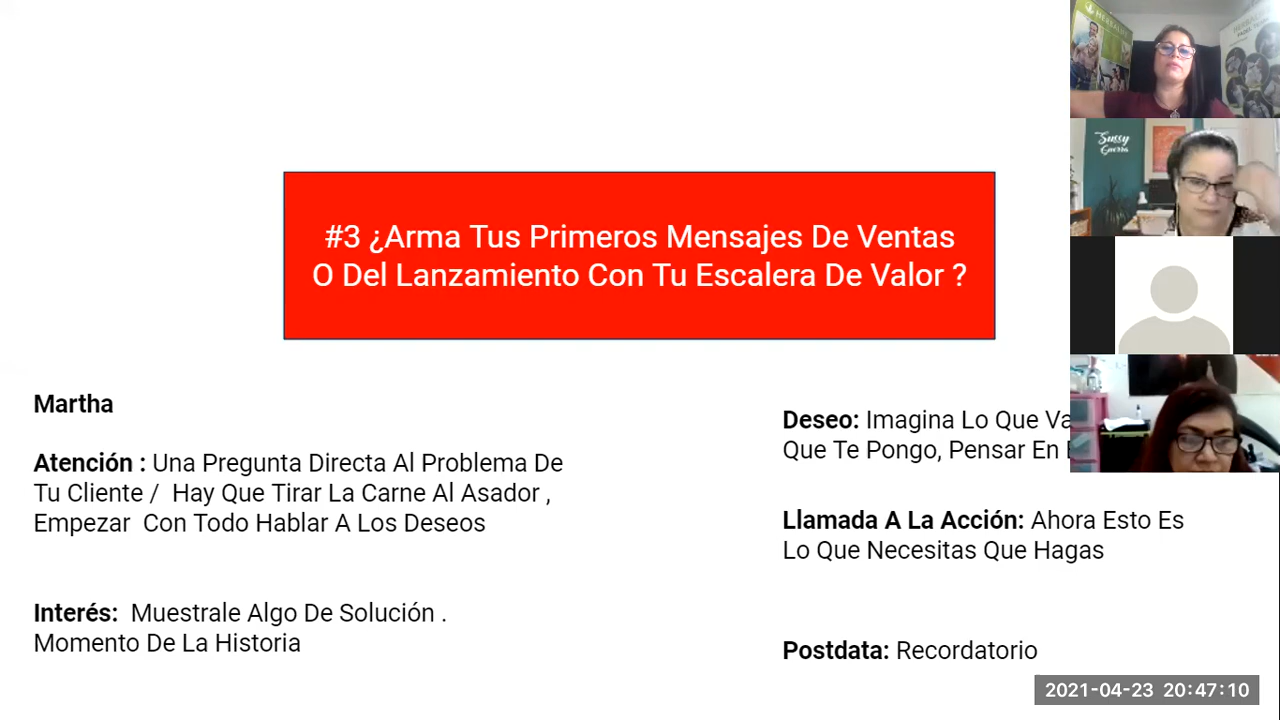 #3 ¿Arma Tus Primeros Mensajes De Ventas
O Del Lanzamiento Con Tu Escalera De Valor ?
Martha
Atención : Una Pregunta Directa Al Problema De
Tu Cliente / Hay Que Tirar La Carne Al Asador ,
Empezar Con Todo Hablar A Los Deseos
Interés: Muestrale Algo De Solución .
Momento De La Historia
Deseo: Imagina Lo Que Va
Que Te Pongo, Pensar En
Llamada A La Acción: Ahora Esto Es
Lo Que Necesitas Que Hagas
Postdata: Recordatorio
Sussy
Guerra
2021-04-23 20:47:10